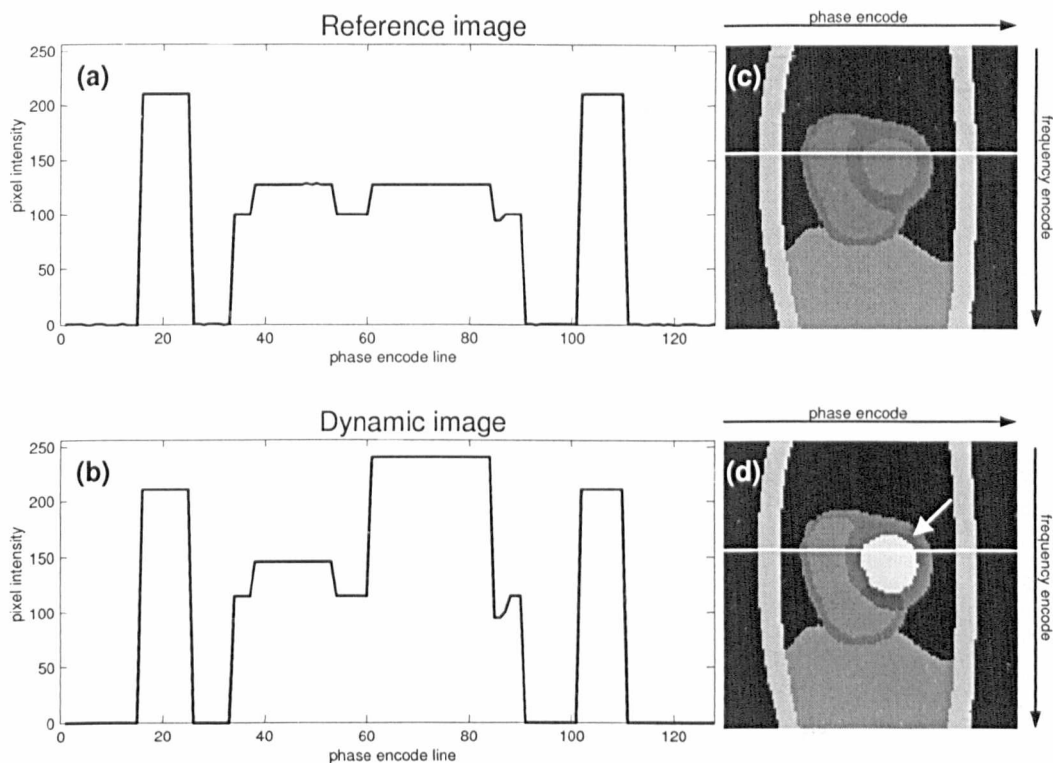 Reference image
phase encode
(a)
(c)
pixel intensity
250
200
150
100
50
0
0 20 40 60 80 100 120
phase encode line
frequency encode
Dynamic image
phase encode
(b)
(d)
pixel intensity
250
200
150
100
50
0
0 20 40 60 80 100 120
phase encode line
frequency encode